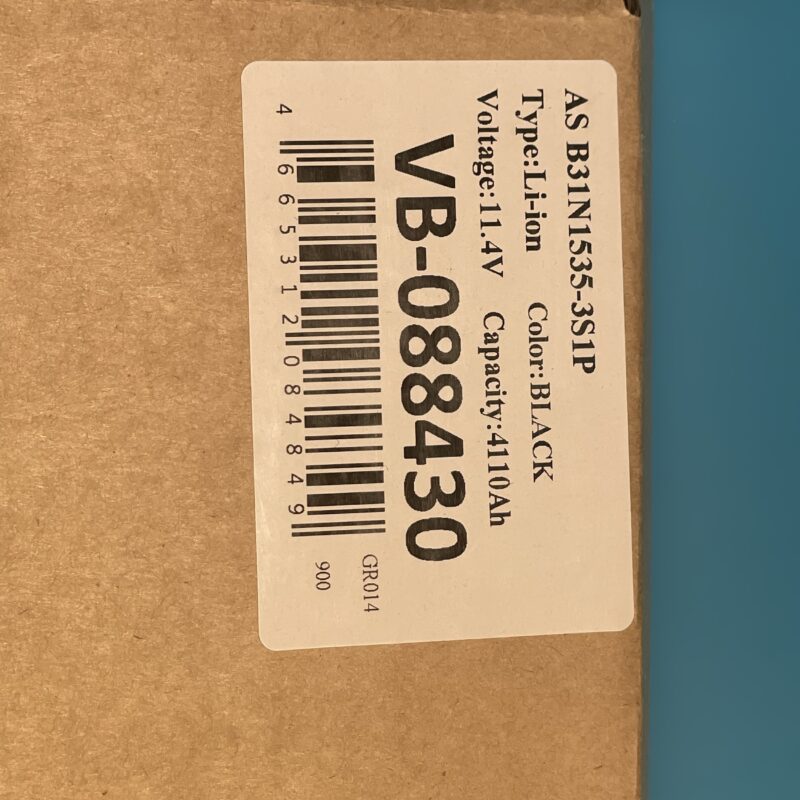 AS B31N1535-3S1P
Type:Li-ion Color:BLACK
Voltage:11.4V Capacity:4110Ah
VB-088430
4 665312 084849
GR014
900